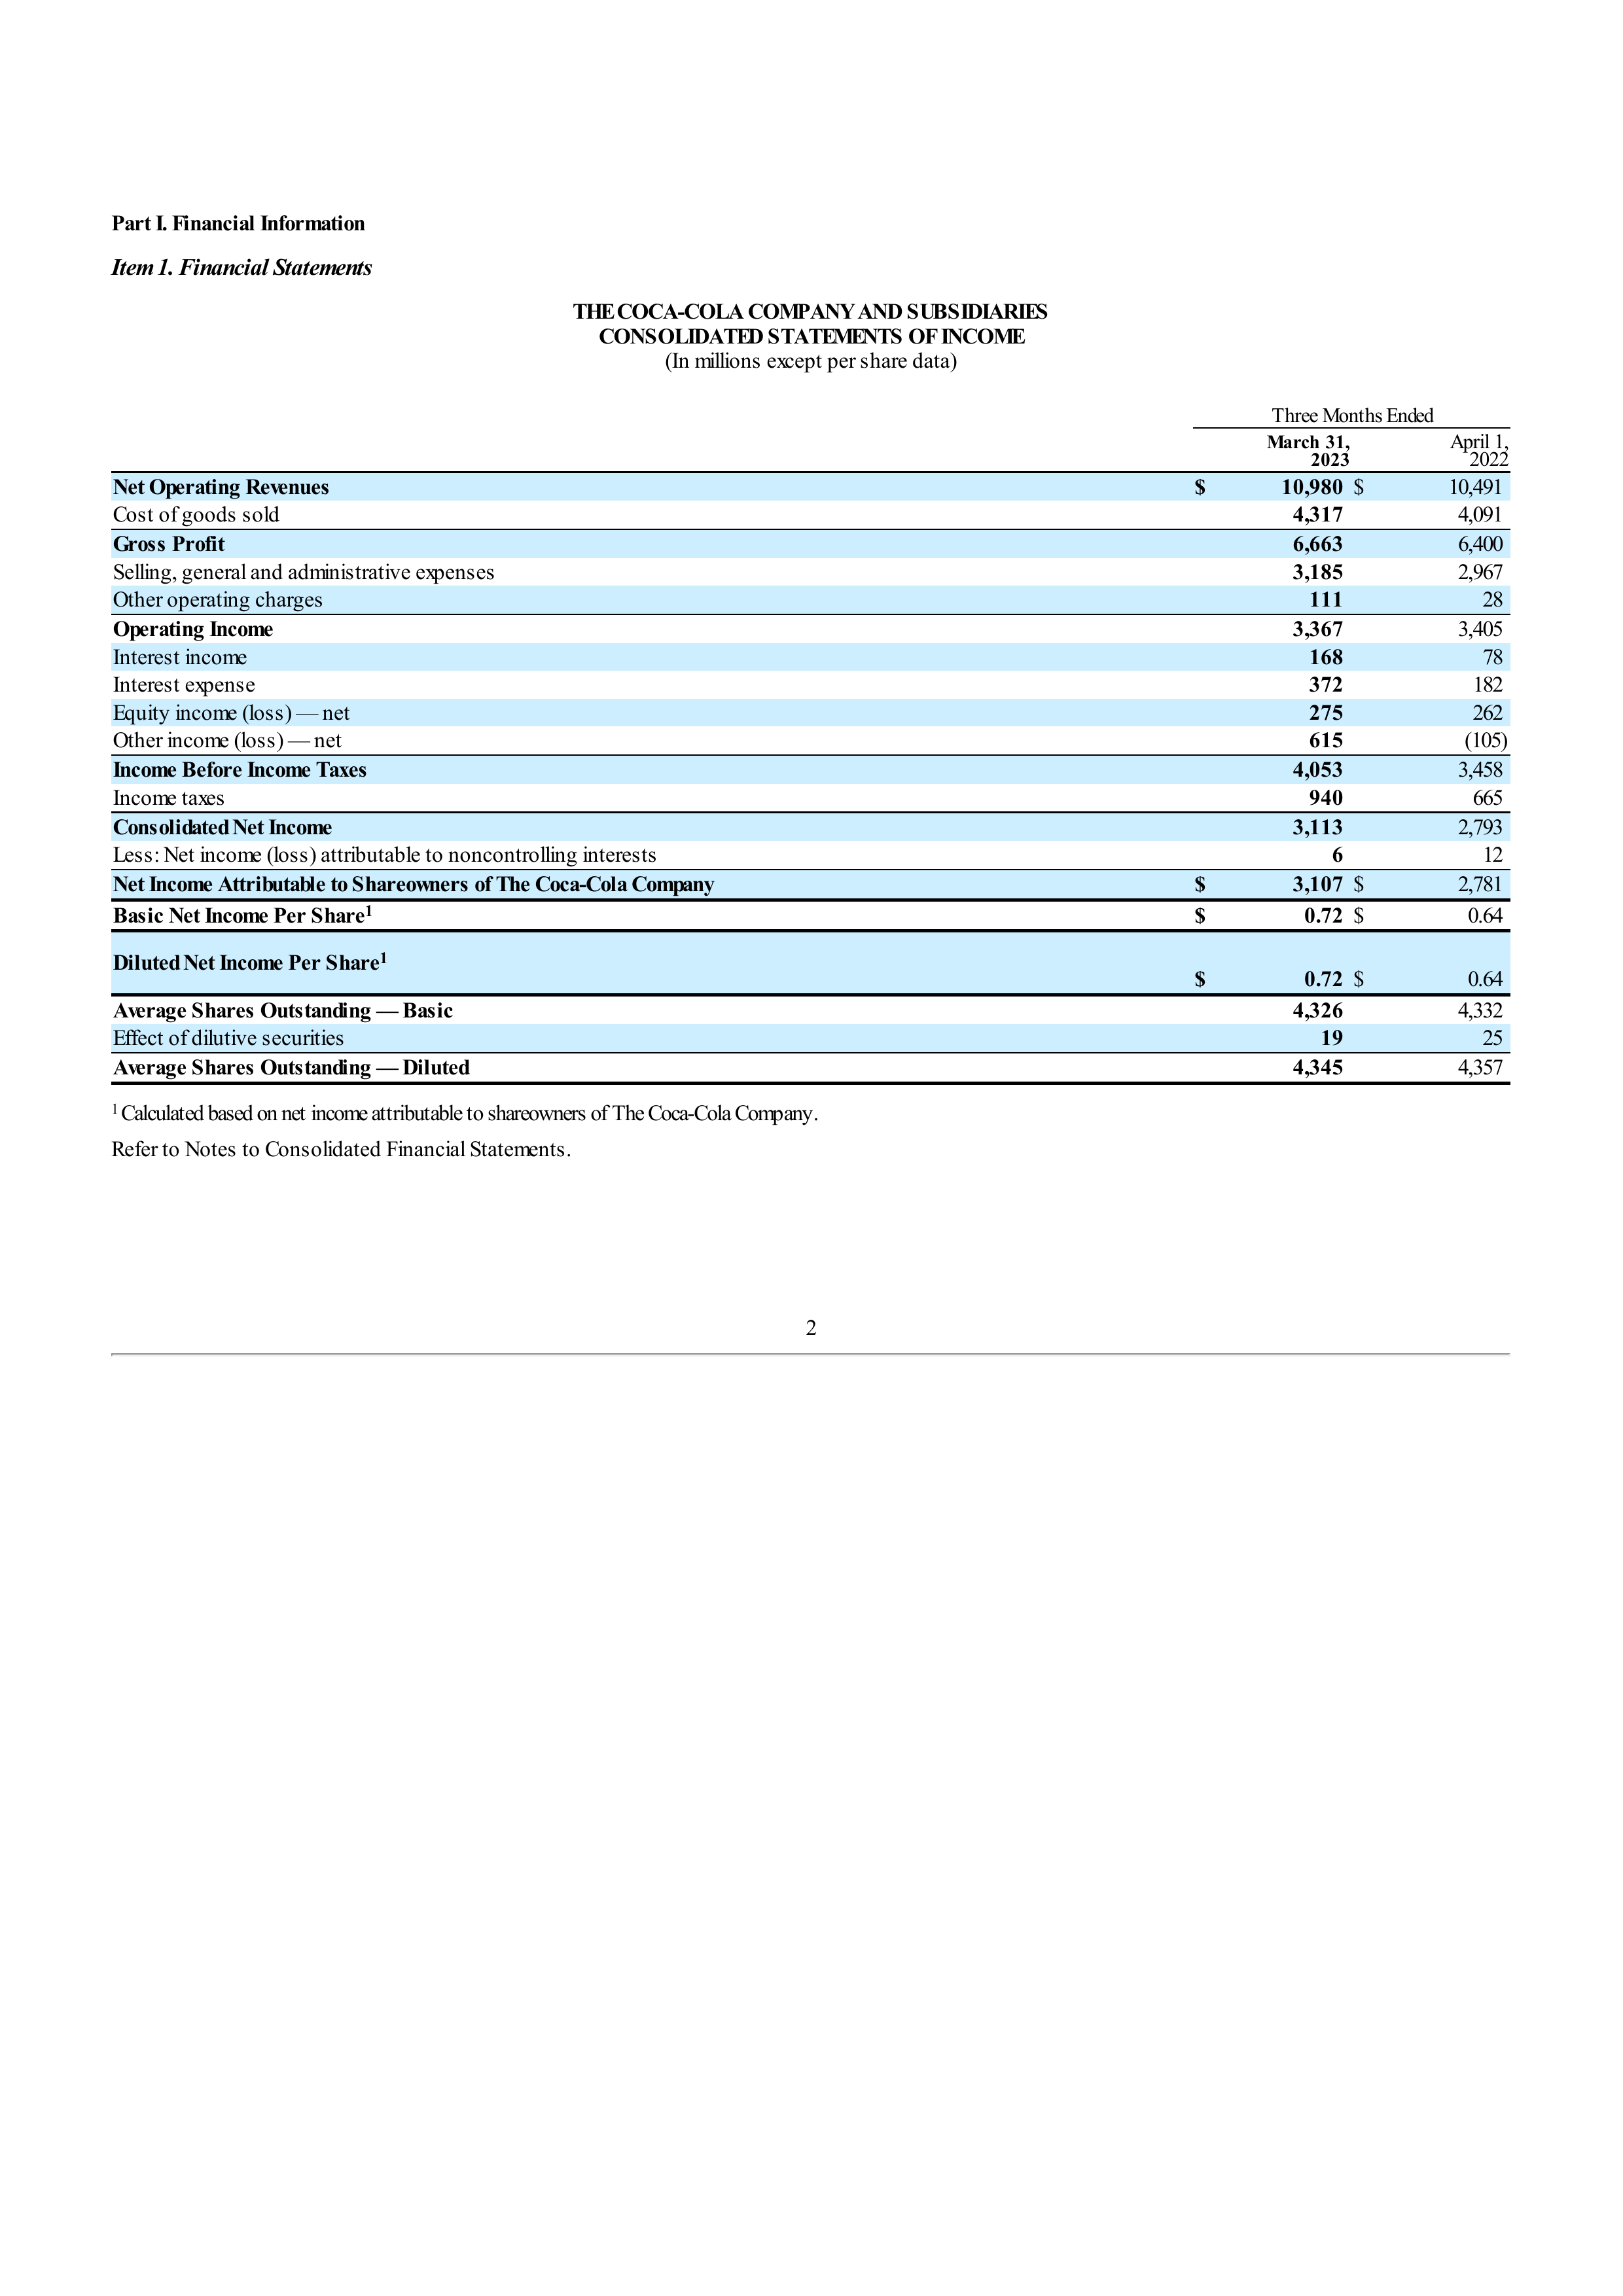 Part I. Financial Information
Item 1. Financial Statements
THE COCA-COLA COMPANY AND SUBSIDIARIES
CONSOLIDATED STATEMENTS OF INCOME
(In millions except per share data)
Three Months Ended
March 31, 2023 April 1, 2022
Net Operating Revenues $ 10,980 $ 10,491
Cost of goods sold 4,317 4,091
Gross Profit 6,663 6,400
Selling, general and administrative expenses 3,185 2,967
Other operating charges 111 28
Operating Income 3,367 3,405
Interest income 168 78
Interest expense 372 182
Equity income (loss) — net 275 262
Other income (loss) — net 615 (105)
Income Before Income Taxes 4,053 3,458
Income taxes 940 665
Consolidated Net Income 3,113 2,793
Less: Net income (loss) attributable to noncontrolling interests 6 12
Net Income Attributable to Shareowners of The Coca-Cola Company $ 3,107 $ 2,781
Basic Net Income Per Share¹ $ 0.72 $ 0.64
Diluted Net Income Per Share¹ $ 0.72 $ 0.64
Average Shares Outstanding — Basic 4,326 4,332
Effect of dilutive securities 19 25
Average Shares Outstanding — Diluted 4,345 4,357
¹ Calculated based on net income attributable to shareowners of The Coca-Cola Company.
Refer to Notes to Consolidated Financial Statements.
2